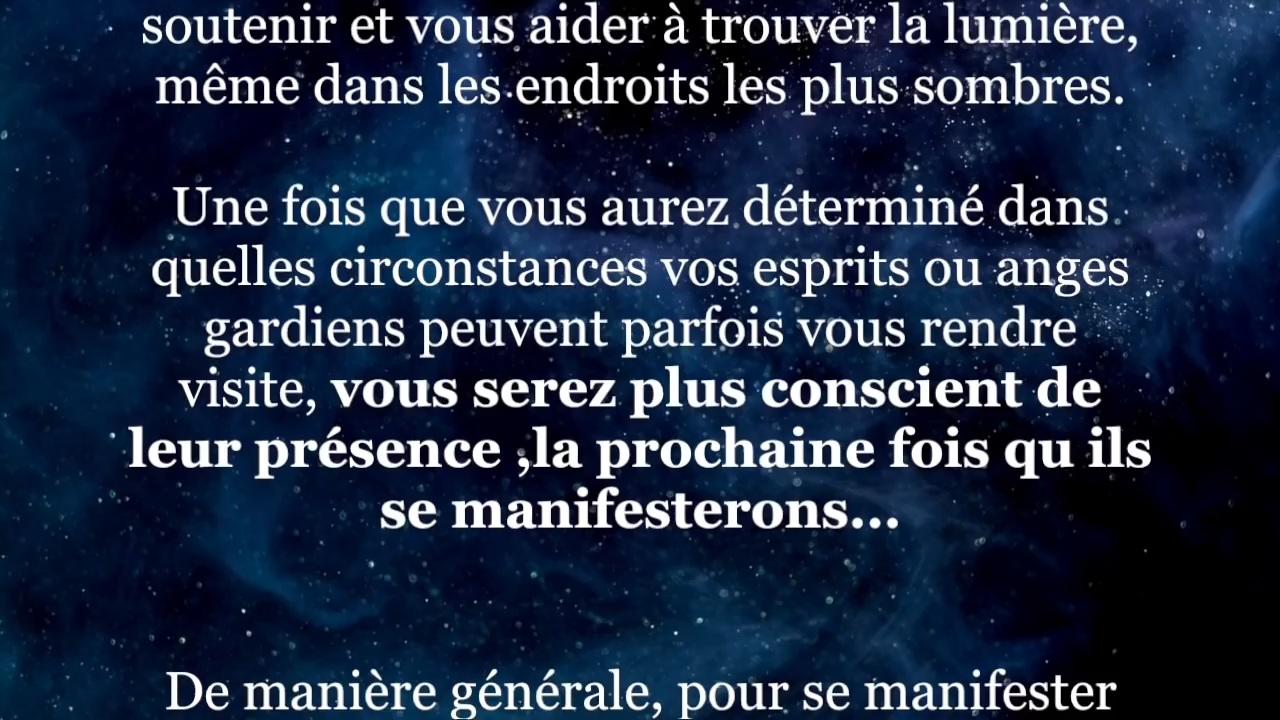 soutenir et vous aider à trouver la lumière,
même dans les endroits les plus sombres.
Une fois que vous aurez déterminé dans
quelles circonstances vos esprits ou anges
gardiens peuvent parfois vous rendre
visite, vous serez plus conscient de
leur présence ,la prochaine fois qu ils
se manifesterons...
De manière générale, pour se manifester